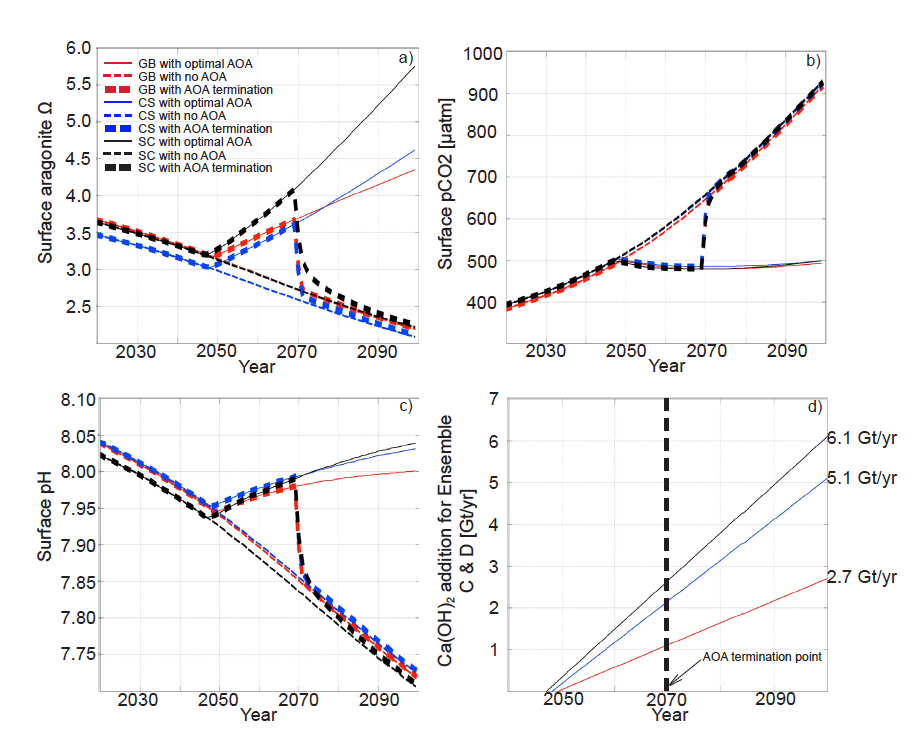 a)
Surface aragonite Ω
6.0
5.5
5.0
4.5
4.0
3.5
3.0
2.5
GB with optimal AOA
GB with no AOA
GB with AOA termination
CS with optimal AOA
CS with no AOA
CS with AOA termination
SC with optimal AOA
SC with no AOA
SC with AOA termination
2030 2050 2070 2090
Year
b)
Surface pCO2 [µatm]
1000
900
800
700
600
500
400
2030 2050 2070 2090
Year
c)
Surface pH
8.10
8.05
8.00
7.95
7.90
7.85
7.80
7.75
2030 2050 2070 2090
Year
d)
Ca(OH)₂ addition for Ensemble
C & D [Gt/yr]
7
6
5
4
3
2
1
6.1 Gt/yr
5.1 Gt/yr
2.7 Gt/yr
AOA termination point
2050 2070 2090
Year